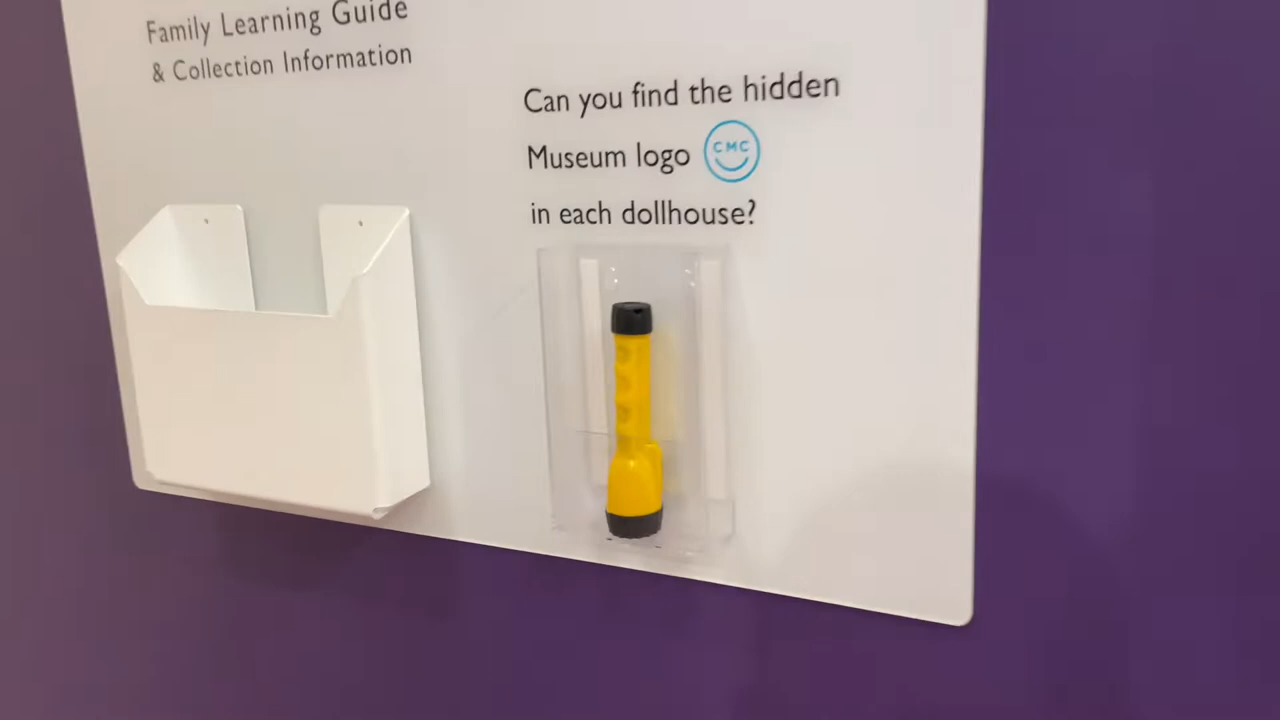 Family Learning Guide
& Collection Information
Can you find the hidden
Museum logo CMC
in each dollhouse?